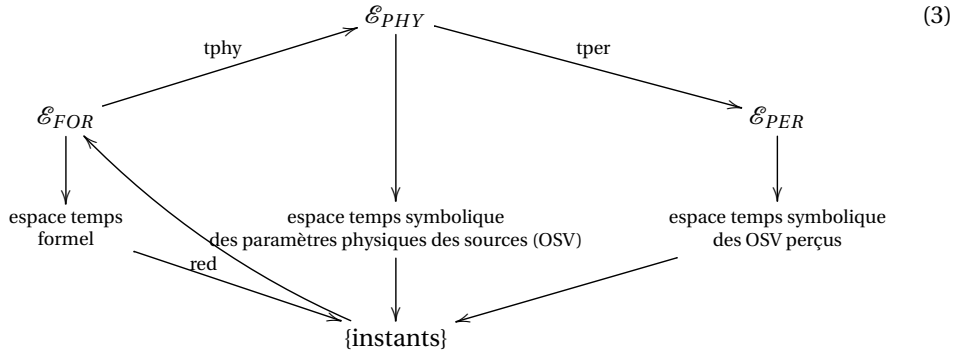 ℰ_PHY (3)
tphy tper
ℰ_FOR ℰ_PER
espace temps
formel
espace temps symbolique
des paramètres physiques des sources (OSV)
espace temps symbolique
des OSV perçus
red
{instants}